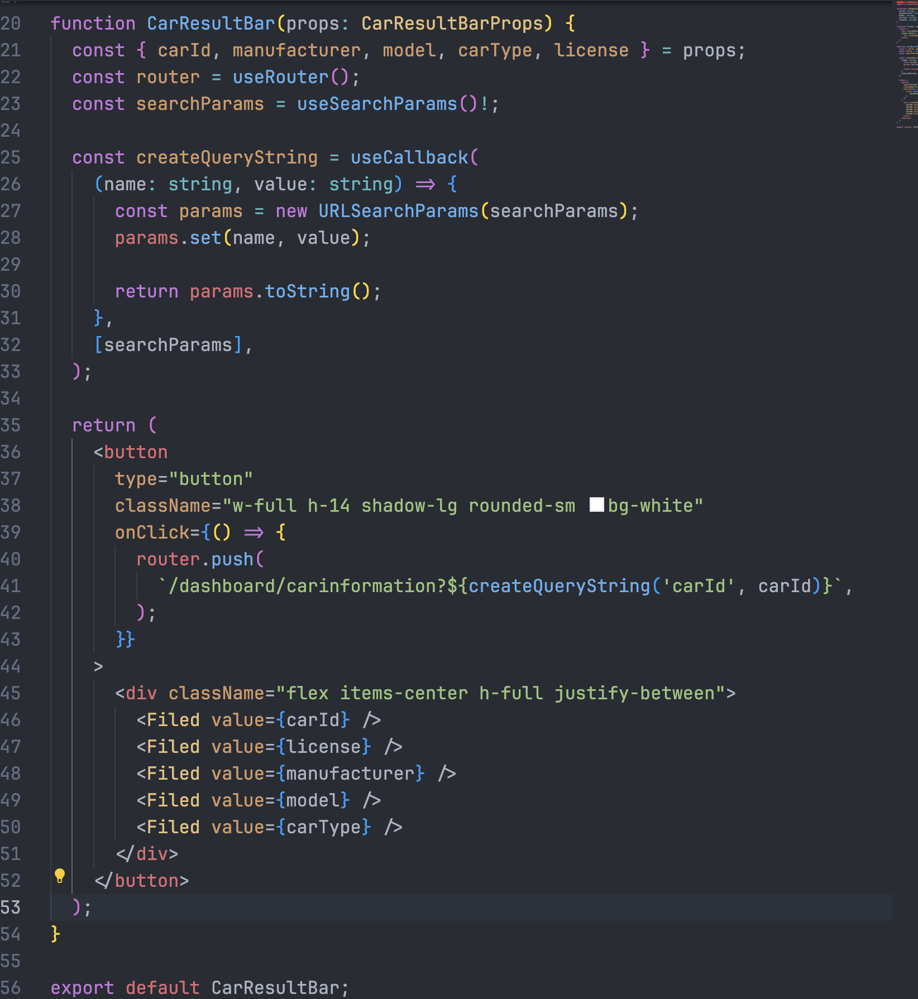 20 function CarResultBar(props: CarResultBarProps) {
21 const { carId, manufacturer, model, carType, license } = props;
22 const router = useRouter();
23 const searchParams = useSearchParams()!;
24
25 const createQueryString = useCallback(
26 (name: string, value: string) => {
27 const params = new URLSearchParams(searchParams);
28 params.set(name, value);
29
30 return params.toString();
31 },
32 [searchParams],
33 );
34
35 return (
36 <button
37 type="button"
38 className="w-full h-14 shadow-lg rounded-sm bg-white"
39 onClick={() => {
40 router.push(
41 `/dashboard/carinformation?${createQueryString('carId', carId)}`,
42 );
43 }}
44 >
45 <div className="flex items-center h-full justify-between">
46 <Filed value={carId} />
47 <Filed value={license} />
48 <Filed value={manufacturer} />
49 <Filed value={model} />
50 <Filed value={carType} />
51 </div>
52 </button>
53 );
54 }
55
56 export default CarResultBar;